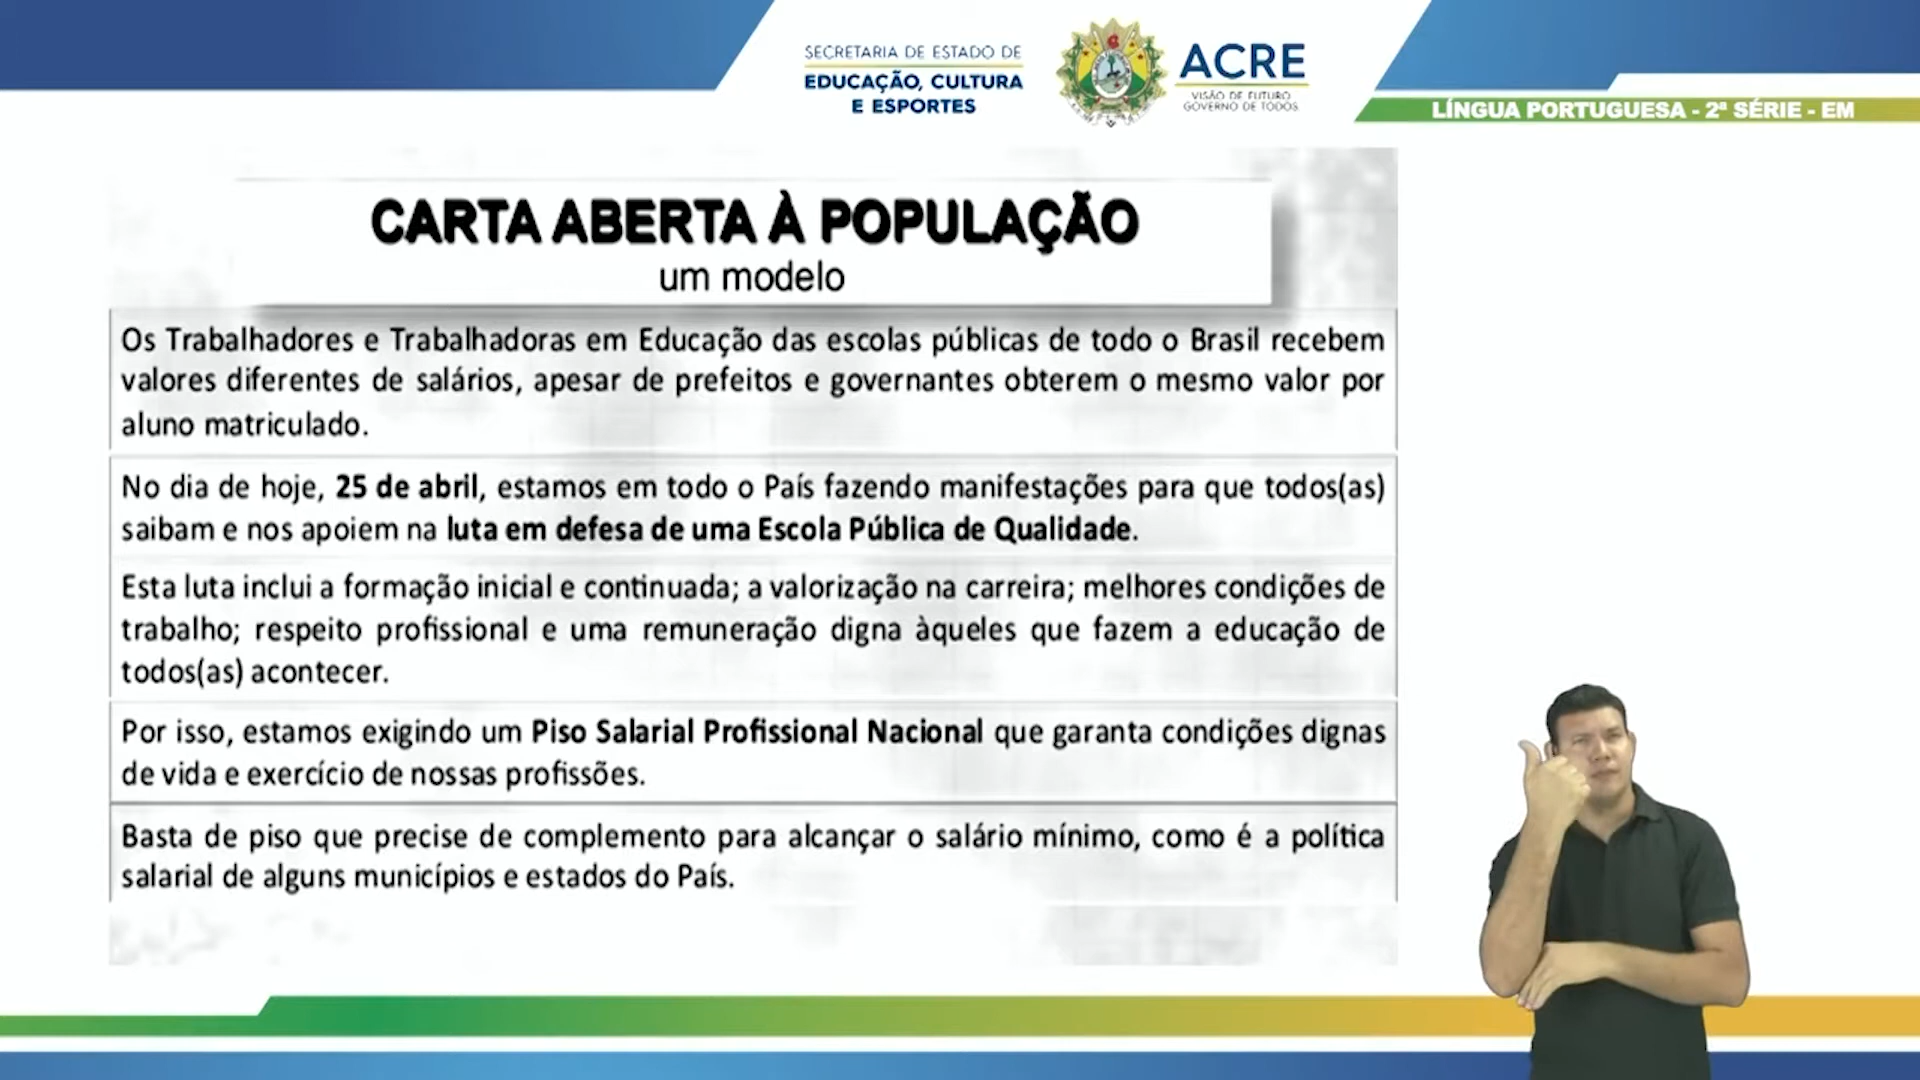 SECRETARIA DE ESTADO DE
EDUCAÇÃO, CULTURA
E ESPORTES
ACRE
VISÃO DE FUTURO
GOVERNO DE TODOS
LÍNGUA PORTUGUESA - 2ª SÉRIE - EM
CARTA ABERTA À POPULAÇÃO
um modelo
Os Trabalhadores e Trabalhadoras em Educação das escolas públicas de todo o Brasil recebem
valores diferentes de salários, apesar de prefeitos e governantes obterem o mesmo valor por
aluno matriculado.
No dia de hoje, 25 de abril, estamos em todo o País fazendo manifestações para que todos(as)
saibam e nos apoiem na luta em defesa de uma Escola Pública de Qualidade.
Esta luta inclui a formação inicial e continuada; a valorização na carreira; melhores condições de
trabalho; respeito profissional e uma remuneração digna àqueles que fazem a educação de
todos(as) acontecer.
Por isso, estamos exigindo um Piso Salarial Profissional Nacional que garanta condições dignas
de vida e exercício de nossas profissões.
Basta de piso que precise de complemento para alcançar o salário mínimo, como é a política
salarial de alguns municípios e estados do País.